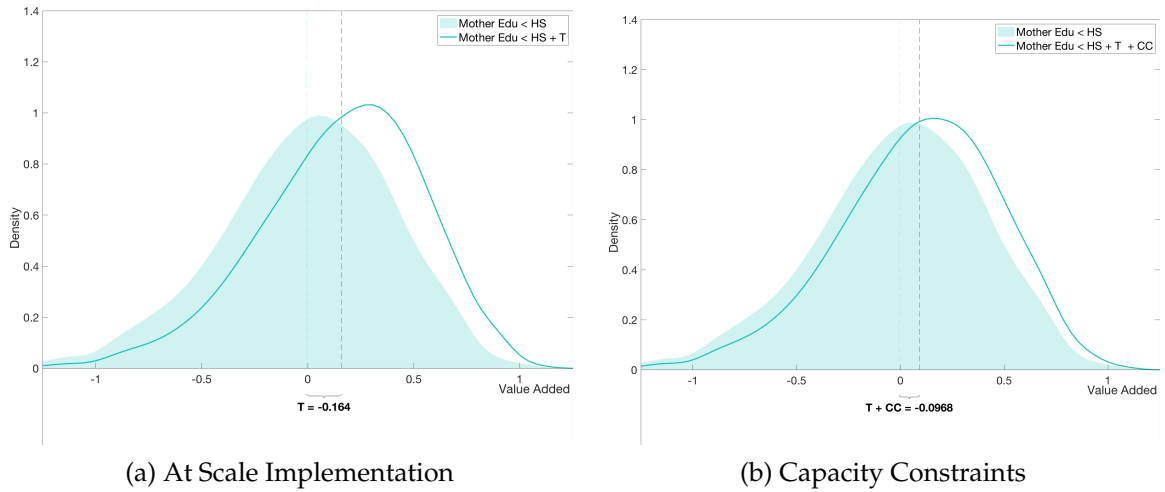 1.4
1.2
1
0.8
0.6
0.4
0.2
0
Density
Mother Edu < HS
Mother Edu < HS + T
-1
-0.5
0
0.5
1
Value Added
T = -0.164
(a) At Scale Implementation
1.4
1.2
1
0.8
0.6
0.4
0.2
0
Density
Mother Edu < HS
Mother Edu < HS + T + CC
-1
-0.5
0
0.5
1
Value Added
T + CC = -0.0968
(b) Capacity Constraints